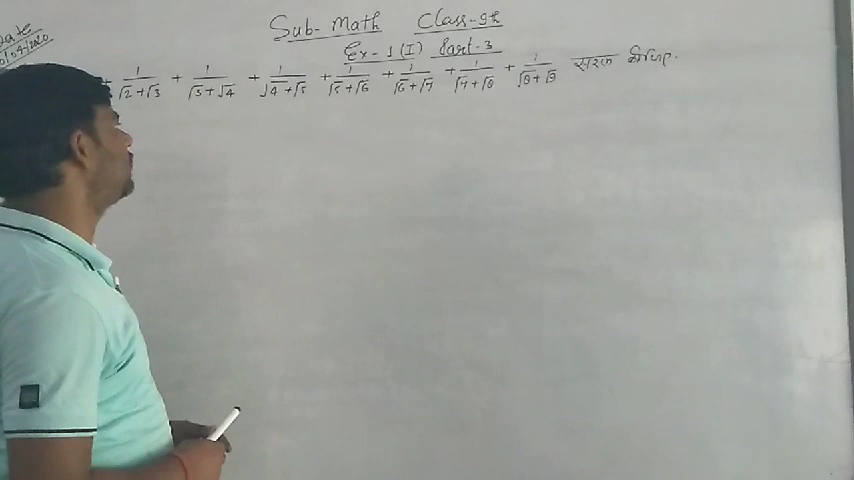 Date
Sub- Math Class-9th
Ex-1(I) Part-3
+ 1/(√2+√3) + 1/(√3+√4) + 1/(√4+√5) + 1/(√5+√6) + 1/(√6+√7) + 1/(√7+√8) + 1/(√8+√9) सरल कीजिए.